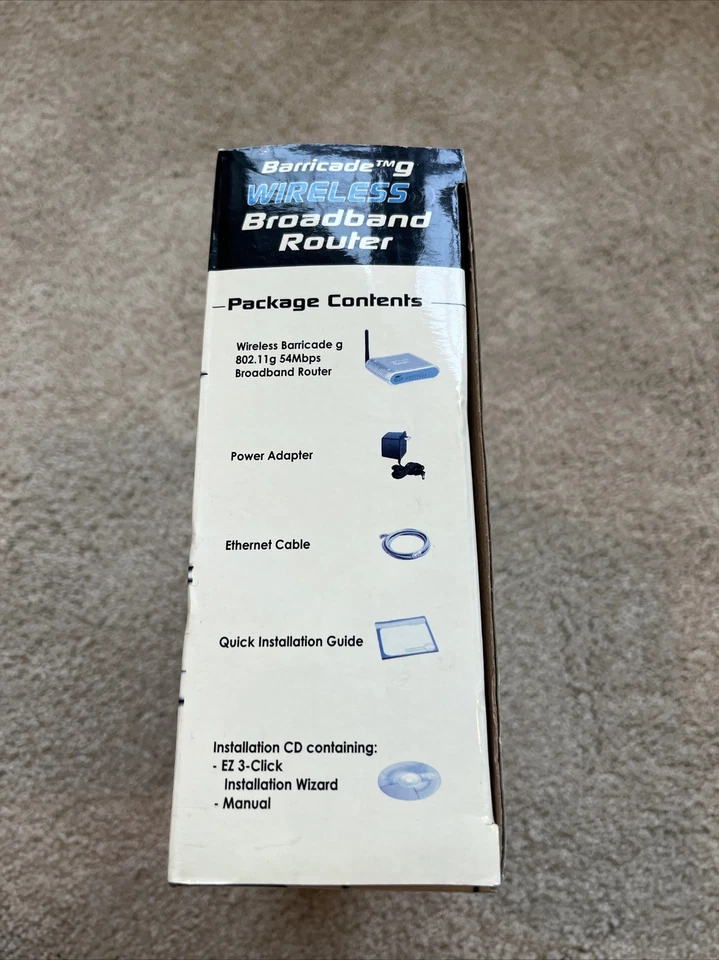 Barricade™g
WIRELESS
Broadband
Router
Package Contents
Wireless Barricade g
802.11g 54Mbps
Broadband Router
Power Adapter
Ethernet Cable
Quick Installation Guide
Installation CD containing:
- EZ 3-Click
Installation Wizard
- Manual